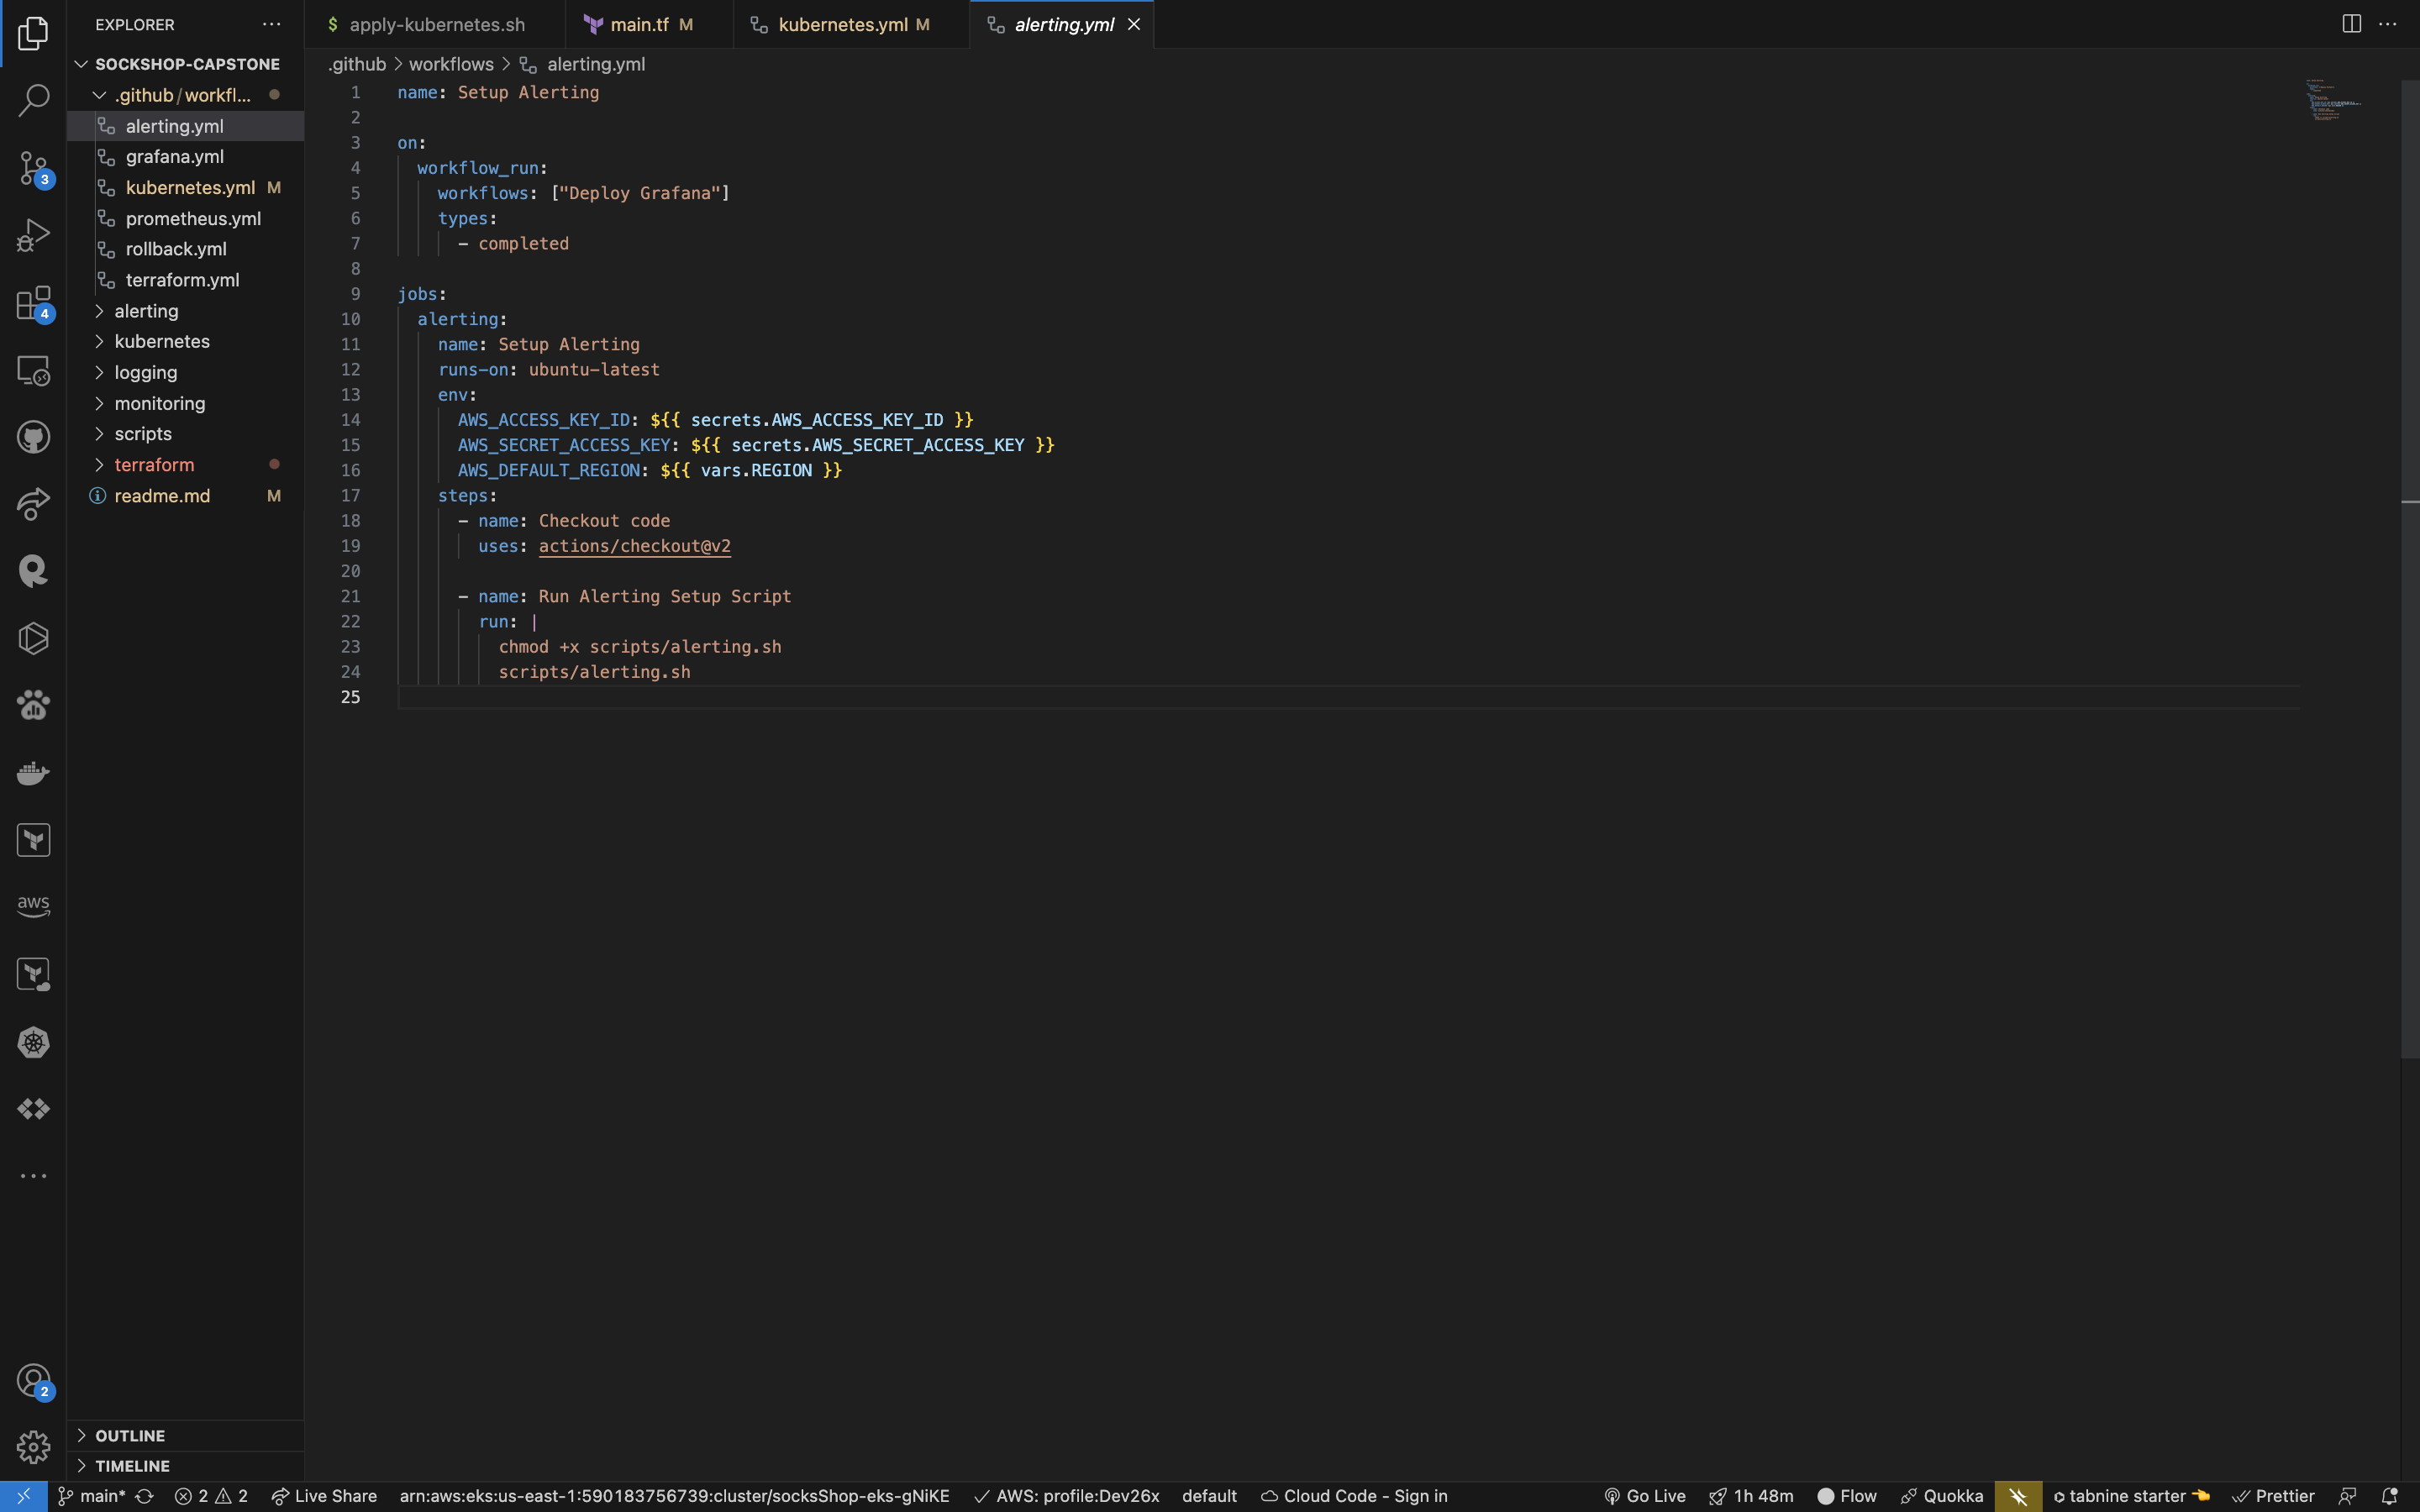 EXPLORER
SOCKSHOP-CAPSTONE
.github/workfl...
alerting.yml
grafana.yml
kubernetes.yml M
prometheus.yml
rollback.yml
terraform.yml
alerting
kubernetes
logging
monitoring
scripts
terraform
readme.md M
OUTLINE
TIMELINE
3
4
aws
2
$ apply-kubernetes.sh
main.tf M
kubernetes.yml M
alerting.yml
.github > workflows > alerting.yml
1 name: Setup Alerting
2
3 on:
4 workflow_run:
5 workflows: ["Deploy Grafana"]
6 types:
7 - completed
8
9 jobs:
10 alerting:
11 name: Setup Alerting
12 runs-on: ubuntu-latest
13 env:
14 AWS_ACCESS_KEY_ID: ${{ secrets.AWS_ACCESS_KEY_ID }}
15 AWS_SECRET_ACCESS_KEY: ${{ secrets.AWS_SECRET_ACCESS_KEY }}
16 AWS_DEFAULT_REGION: ${{ vars.REGION }}
17 steps:
18 - name: Checkout code
19 uses: actions/checkout@v2
20
21 - name: Run Alerting Setup Script
22 run: |
23 chmod +x scripts/alerting.sh
24 scripts/alerting.sh
25
main* 2 2 Live Share arn:aws:eks:us-east-1:590183756739:cluster/socksShop-eks-gNiKE AWS: profile:Dev26x default Cloud Code - Sign in Go Live 1h 48m Flow Quokka tabnine starter Prettier